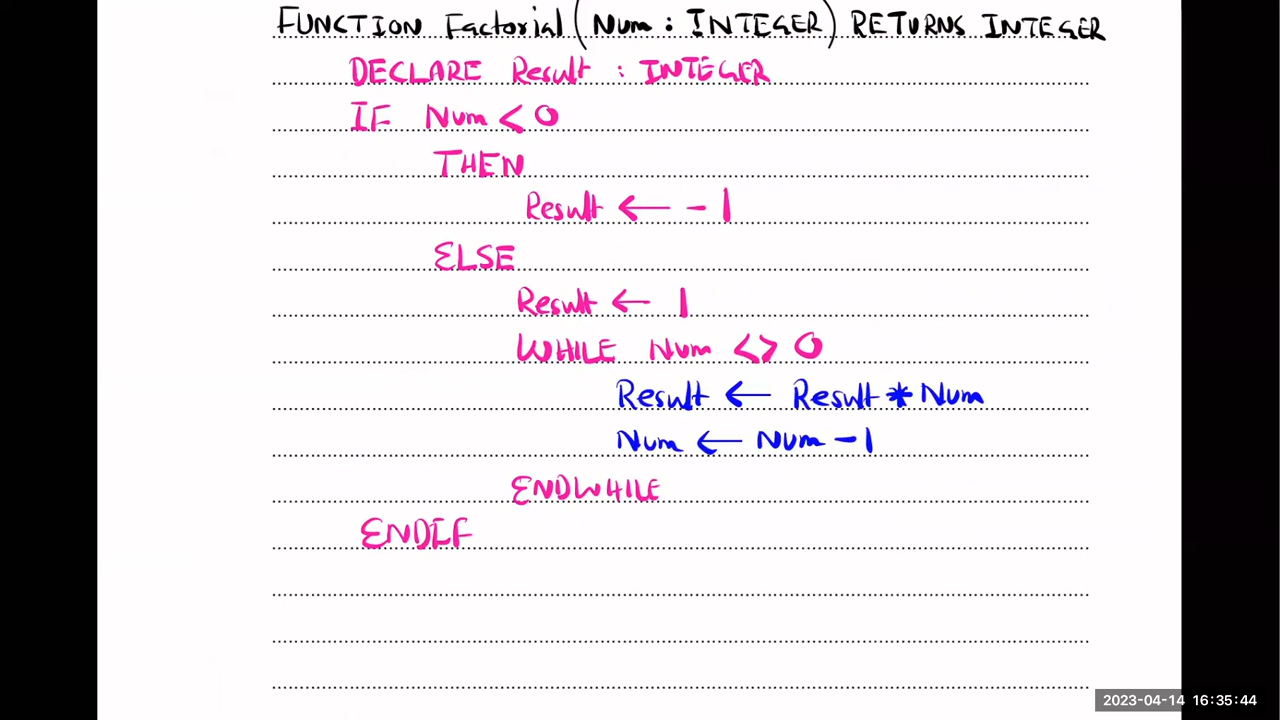 FUNCTION Factorial (Num : INTEGER) RETURNS INTEGER
DECLARE Result : INTEGER
IF Num < 0
THEN
Result ← -1
ELSE
Result ← 1
WHILE Num <> 0
Result ← Result * Num
Num ← Num - 1
ENDWHILE
ENDIF
2023-04-14 16:35:44